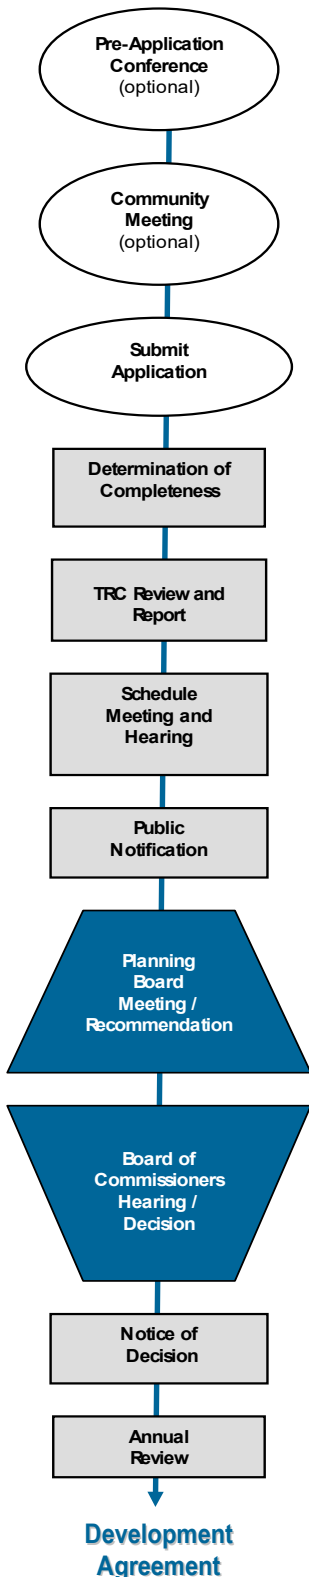 Pre-Application
Conference
(optional)
Community
Meeting
(optional)
Submit
Application
Determination of
Completeness
TRC Review and
Report
Schedule
Meeting and
Hearing
Public
Notification
Planning
Board
Meeting /
Recommendation
Board of
Commissioners
Hearing /
Decision
Notice of
Decision
Annual
Review
Development
Agreement